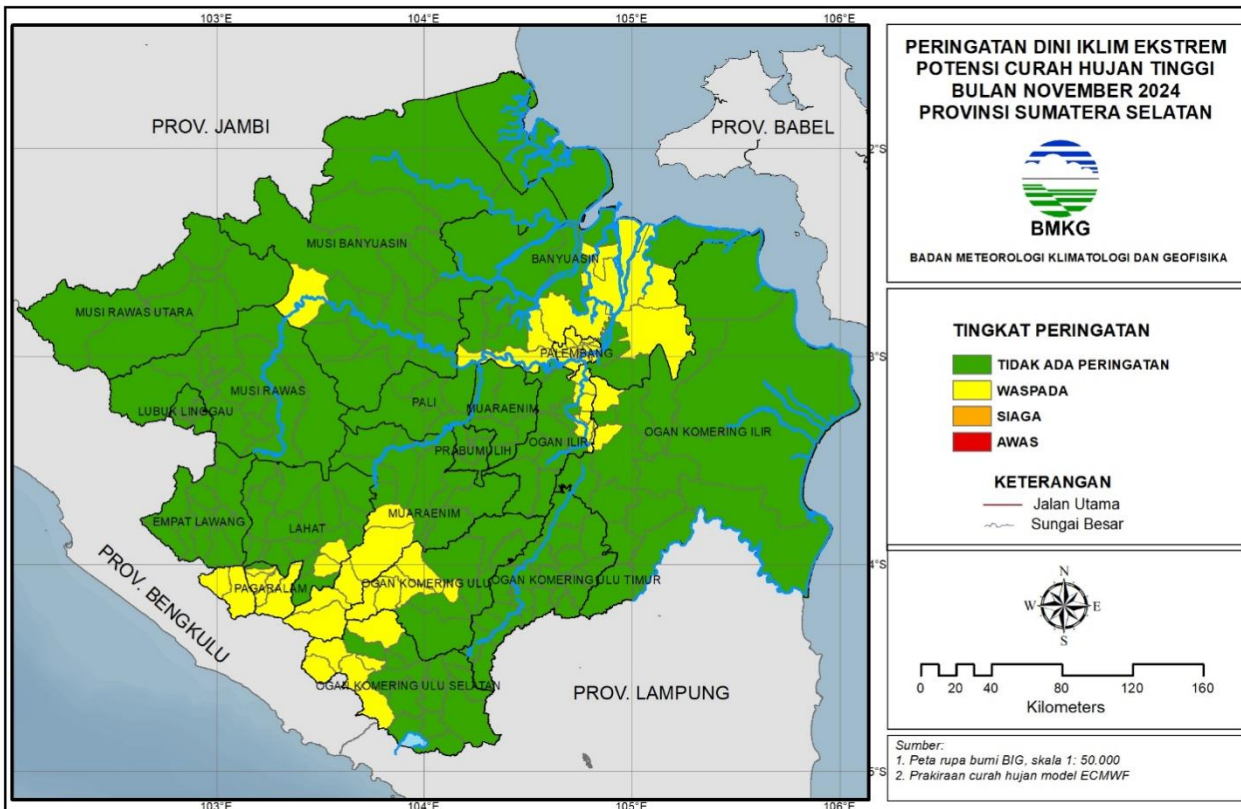 103°E
104°E
105°E
106°E
PROV. JAMBI
PROV. BABEL
2°S
MUSI BANYUASIN
BANYUASIN
MUSI RAWAS UTARA
PALEMBANG
3°S
MUSI RAWAS
PALI
MUARAENIM
LUBUK LINGGAU
OGAN KOMERING ILIR
OGAN ILIR
PRABUMULIH
MUARAENIM
EMPAT LAWANG
LAHAT
4°S
PAGARALAM
OGAN KOMERING ULU
OGAN KOMERING ULU TIMUR
PROV. BENGKULU
OGAN KOMERING ULU SELATAN
PROV. LAMPUNG
5°S
103°E
104°E
105°E
106°E
PERINGATAN DINI IKLIM EKSTREM
POTENSI CURAH HUJAN TINGGI
BULAN NOVEMBER 2024
PROVINSI SUMATERA SELATAN
BMKG
BADAN METEOROLOGI KLIMATOLOGI DAN GEOFISIKA
TINGKAT PERINGATAN
TIDAK ADA PERINGATAN
WASPADA
SIAGA
AWAS
KETERANGAN
Jalan Utama
Sungai Besar
N
W E
S
0 20 40 80 120 160
Kilometers
Sumber:
1. Peta rupa bumi BIG, skala 1: 50.000
2. Prakiraan curah hujan model ECMWF